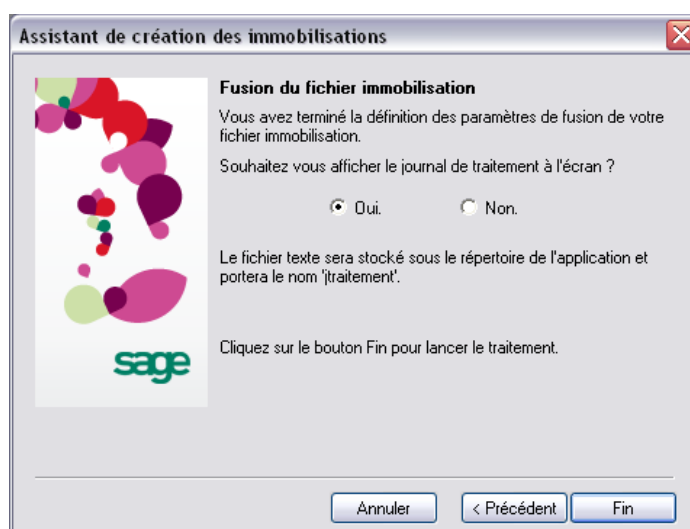 Assistant de création des immobilisations
Fusion du fichier immobilisation
Vous avez terminé la définition des paramètres de fusion de votre
fichier immobilisation.
Souhaitez vous afficher le journal de traitement à l'écran ?
Oui. Non.
Le fichier texte sera stocké sous le répertoire de l'application et
portera le nom 'jtraitement'.
sage
Cliquez sur le bouton Fin pour lancer le traitement.
Annuler < Précédent Fin